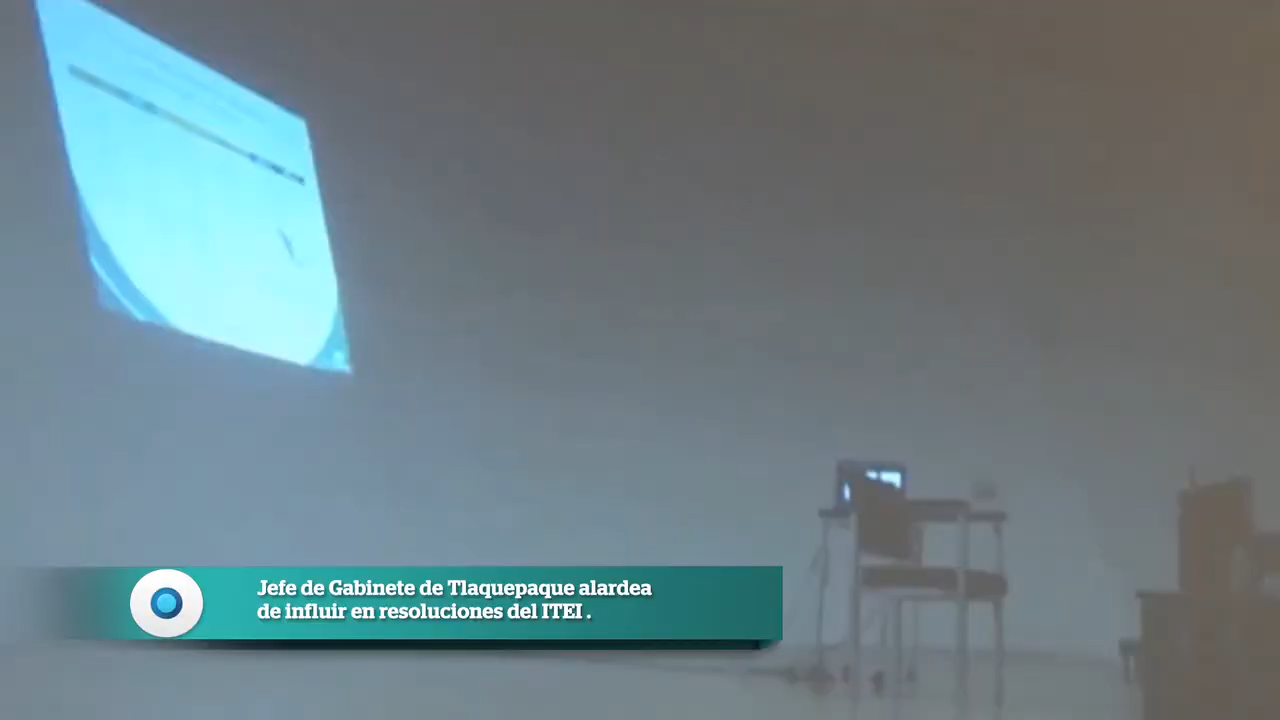 Jefe de Gabinete de Tlaquepaque alardea
de influir en resoluciones del ITEI .